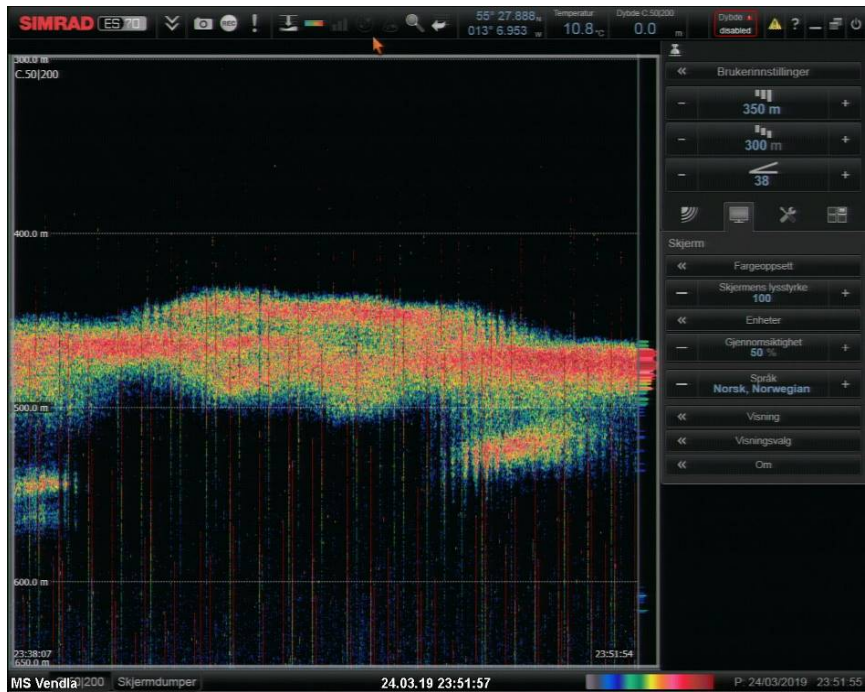 SIMRAD ES70
REC
55° 27.888 N
013° 6.953 W
Temperatur
10.8 °C
Dybde C.50|200
0.0 m
Dybde
disabled
300.0 m
C.50|200
Brukerinnstillinger
350 m
300 m
38
400.0 m
Skjerm
Fargeoppsett
Skjermens lysstyrke
100
Enheter
Gjennomsiktighet
50 %
Språk
Norsk, Norwegian
500.0 m
Visning
Visningsvalg
Om
600.0 m
23:38:07
23:51:54
650.0 m
MS Vendla
50|200
Skjermdumper
24.03.19 23:51:57
P: 24/03/2019 23:51:55